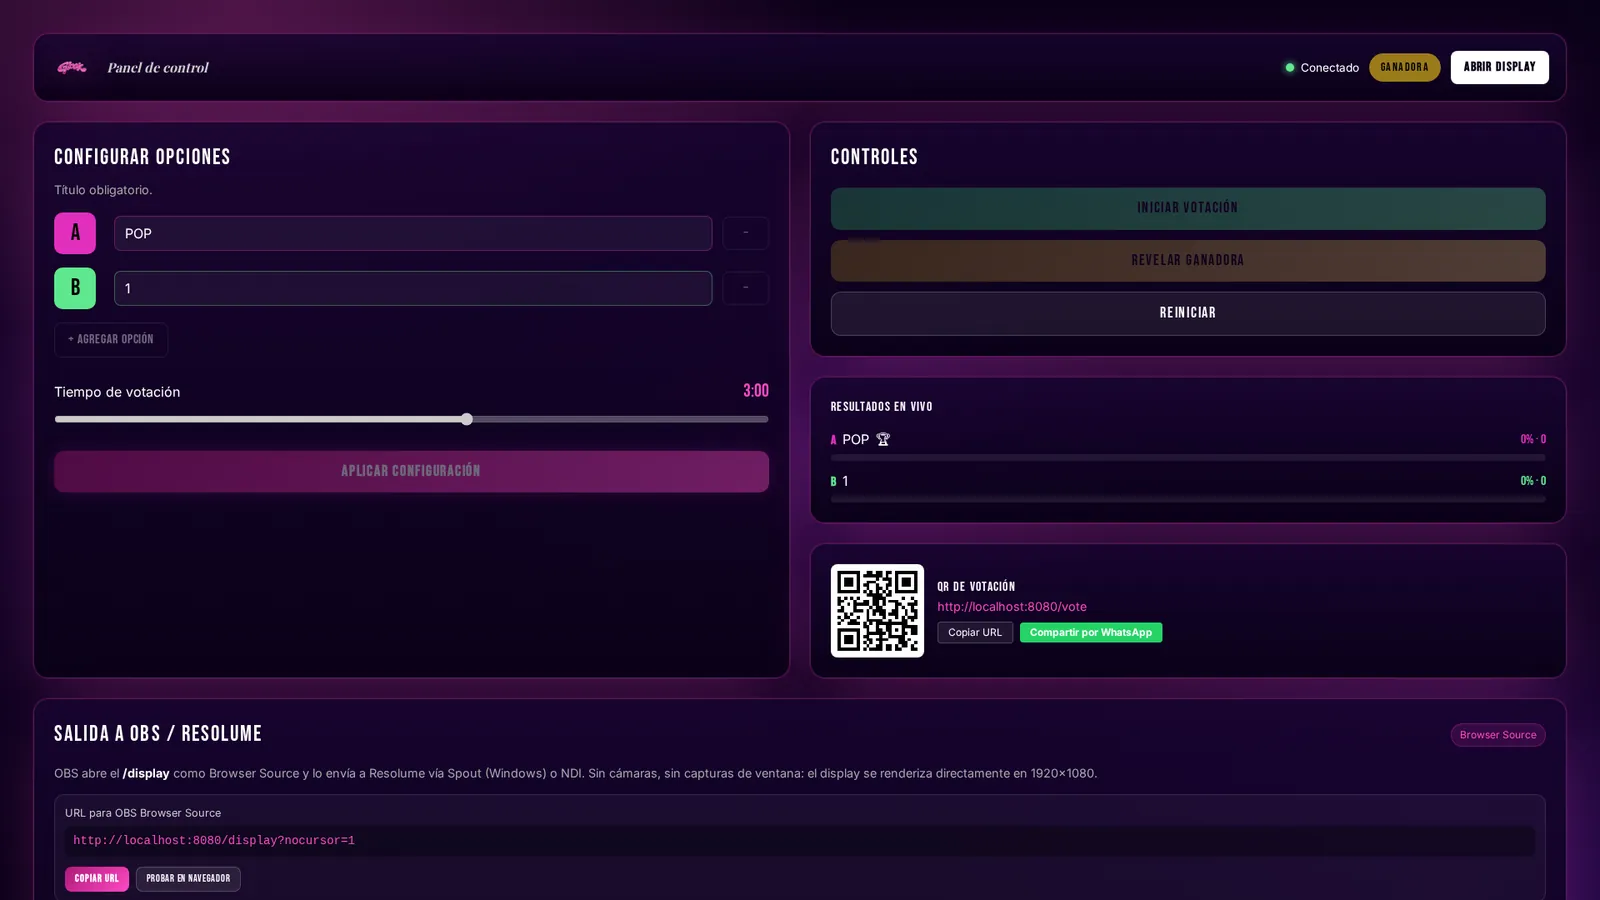 Panel de control
Conectado
GANADORA
ABRIR DISPLAY
CONFIGURAR OPCIONES
Título obligatorio.
A
POP
-
B
1
-
+ AGREGAR OPCIÓN
Tiempo de votación
3:00
APLICAR CONFIGURACIÓN
CONTROLES
INICIAR VOTACIÓN
REVELAR GANADORA
REINICIAR
RESULTADOS EN VIVO
A POP 🏆
0% · 0
B 1
0% · 0
QR DE VOTACIÓN
http://localhost:8080/vote
Copiar URL
Compartir por WhatsApp
SALIDA A OBS / RESOLUME
Browser Source
OBS abre el /display como Browser Source y lo envía a Resolume vía Spout (Windows) o NDI. Sin cámaras, sin capturas de ventana: el display se renderiza directamente en 1920×1080.
URL para OBS Browser Source
http://localhost:8080/display?nocursor=1
COPIAR URL
PROBAR EN NAVEGADOR